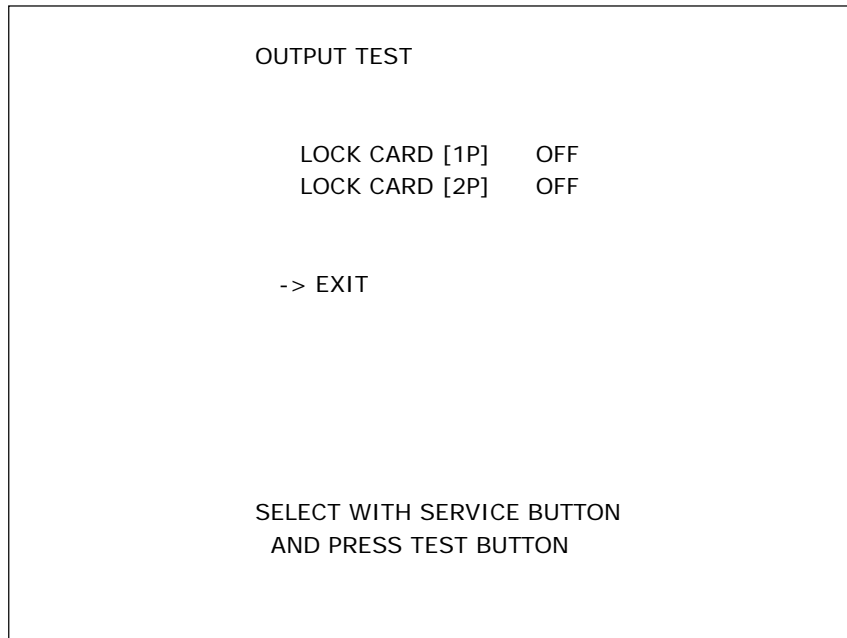 OUTPUT TEST
LOCK CARD [1P] OFF
LOCK CARD [2P] OFF
-> EXIT
SELECT WITH SERVICE BUTTON
AND PRESS TEST BUTTON